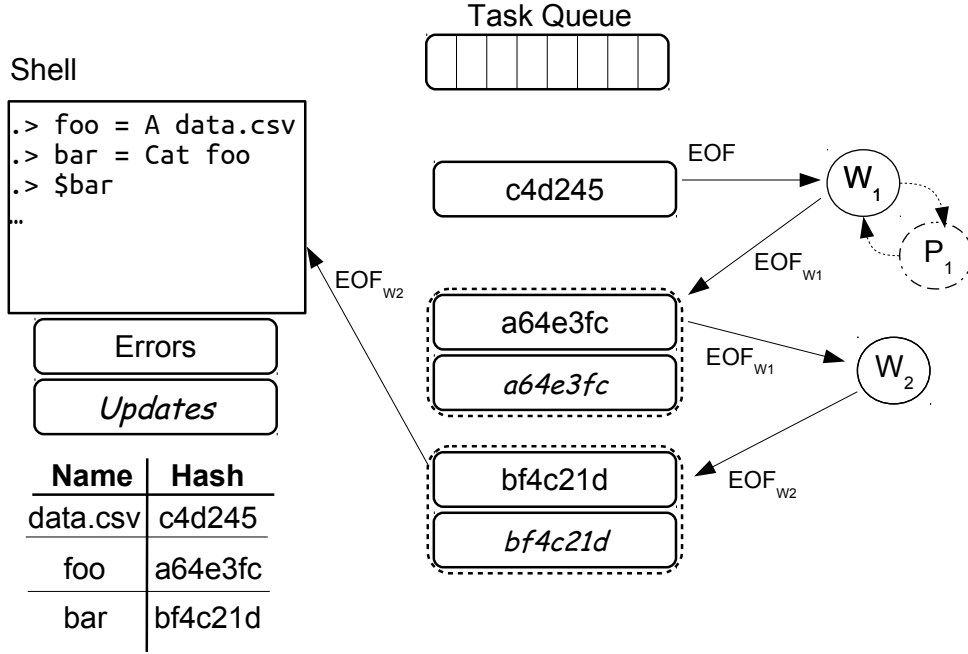 Task Queue
Shell
.> foo = A data.csv
.> bar = Cat foo
.> $bar
…
Errors
Updates
Name Hash
data.csv c4d245
foo a64e3fc
bar bf4c21d
c4d245
EOF
W1
P1
EOFW1
a64e3fc
a64e3fc
EOFW1
W2
EOFW2
bf4c21d
bf4c21d
EOFW2